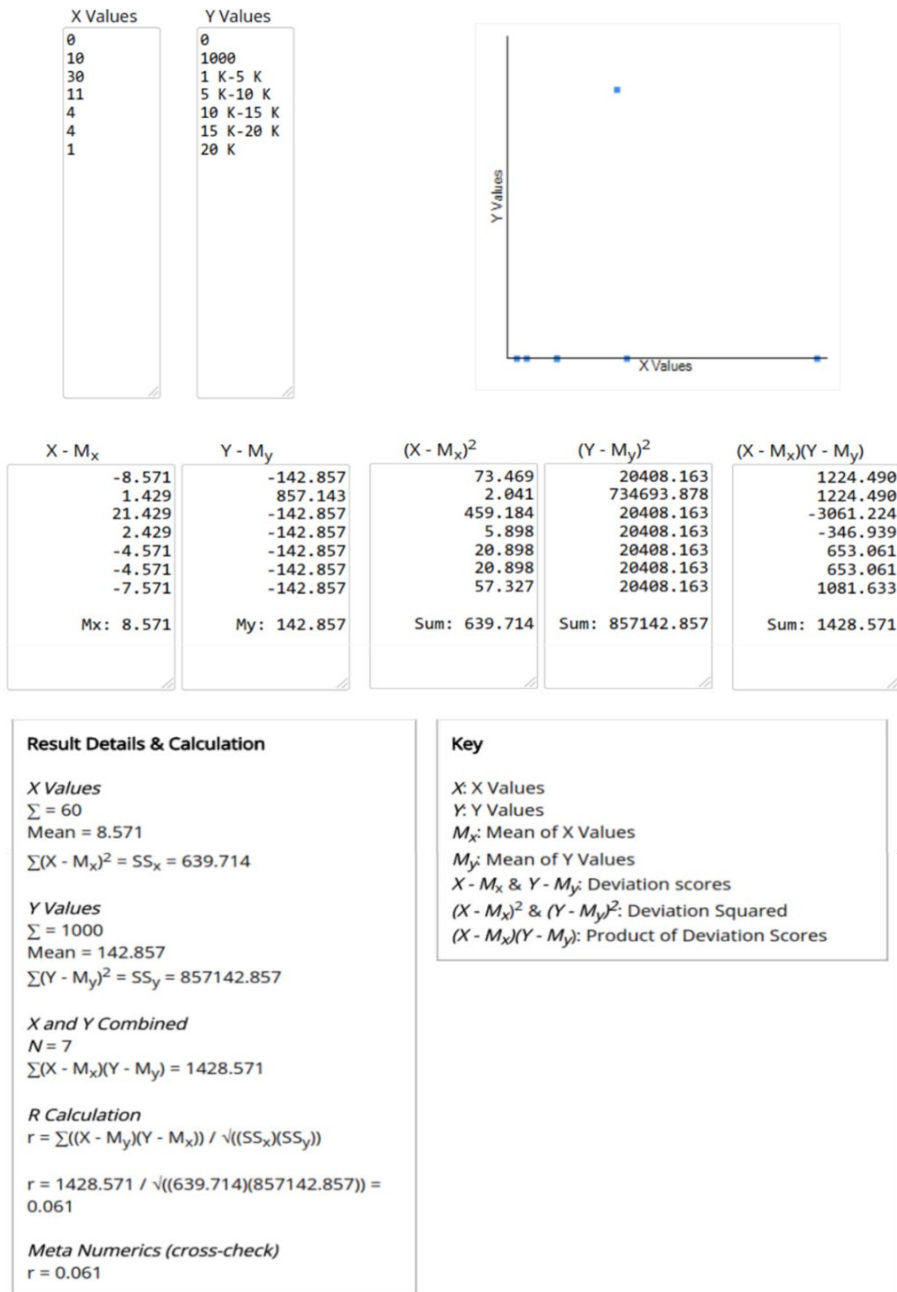 X Values
0
10
30
11
4
4
1
Y Values
0
1000
1 K-5 K
5 K-10 K
10 K-15 K
15 K-20 K
20 K
Y Values
X Values
X - Mx
-8.571
1.429
21.429
2.429
-4.571
-4.571
-7.571
Mx: 8.571
Y - My
-142.857
857.143
-142.857
-142.857
-142.857
-142.857
-142.857
My: 142.857
(X - Mx)2
73.469
2.041
459.184
5.898
20.898
20.898
57.327
Sum: 639.714
(Y - My)2
20408.163
734693.878
20408.163
20408.163
20408.163
20408.163
20408.163
Sum: 857142.857
(X - Mx)(Y - My)
1224.490
1224.490
-3061.224
-346.939
653.061
653.061
1081.633
Sum: 1428.571
Result Details & Calculation
X Values
∑ = 60
Mean = 8.571
∑(X - Mx)2 = SSx = 639.714
Y Values
∑ = 1000
Mean = 142.857
∑(Y - My)2 = SSy = 857142.857
X and Y Combined
N = 7
∑(X - Mx)(Y - My) = 1428.571
R Calculation
r = ∑((X - My)(Y - Mx)) / √((SSx)(SSy))
r = 1428.571 / √((639.714)(857142.857)) =
0.061
Meta Numerics (cross-check)
r = 0.061
Key
X: X Values
Y: Y Values
Mx: Mean of X Values
My: Mean of Y Values
X - Mx & Y - My: Deviation scores
(X - Mx)2 & (Y - My)2: Deviation Squared
(X - Mx)(Y - My): Product of Deviation Scores